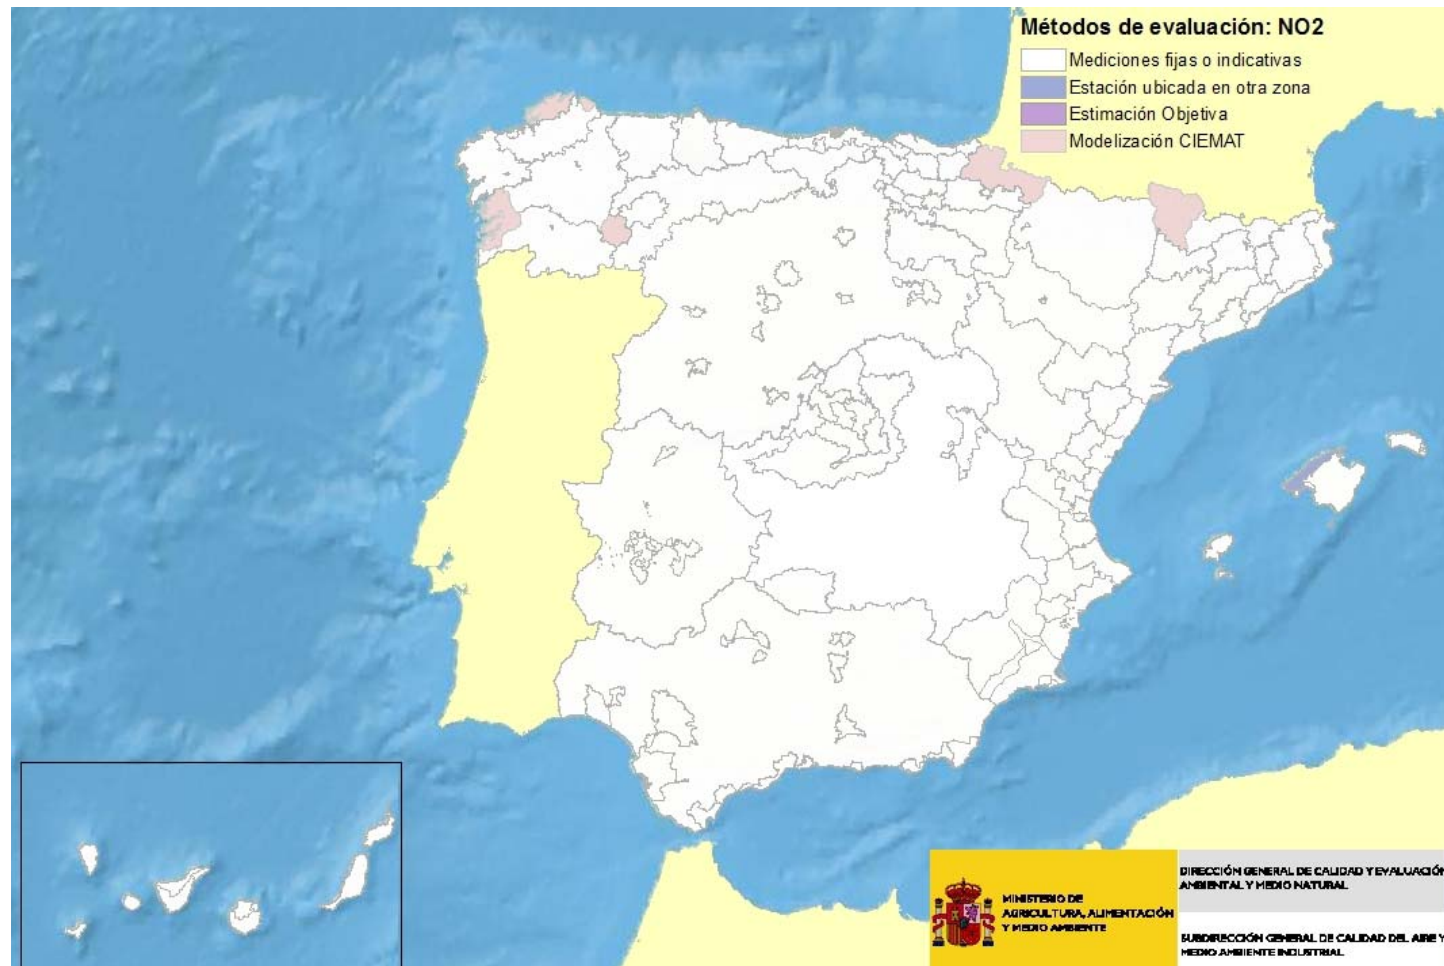 Métodos de evaluación: NO2
Mediciones fijas o indicativas
Estación ubicada en otra zona
Estimación Objetiva
Modelización CIEMAT
MINISTERIO DE
AGRICULTURA, ALIMENTACIÓN
Y MEDIO AMBIENTE
DIRECCIÓN GENERAL DE CALIDAD Y EVALUACIÓN
AMBIENTAL Y MEDIO NATURAL
SUBDIRECCIÓN GENERAL DE CALIDAD DEL AIRE Y
MEDIO AMBIENTE INDUSTRIAL